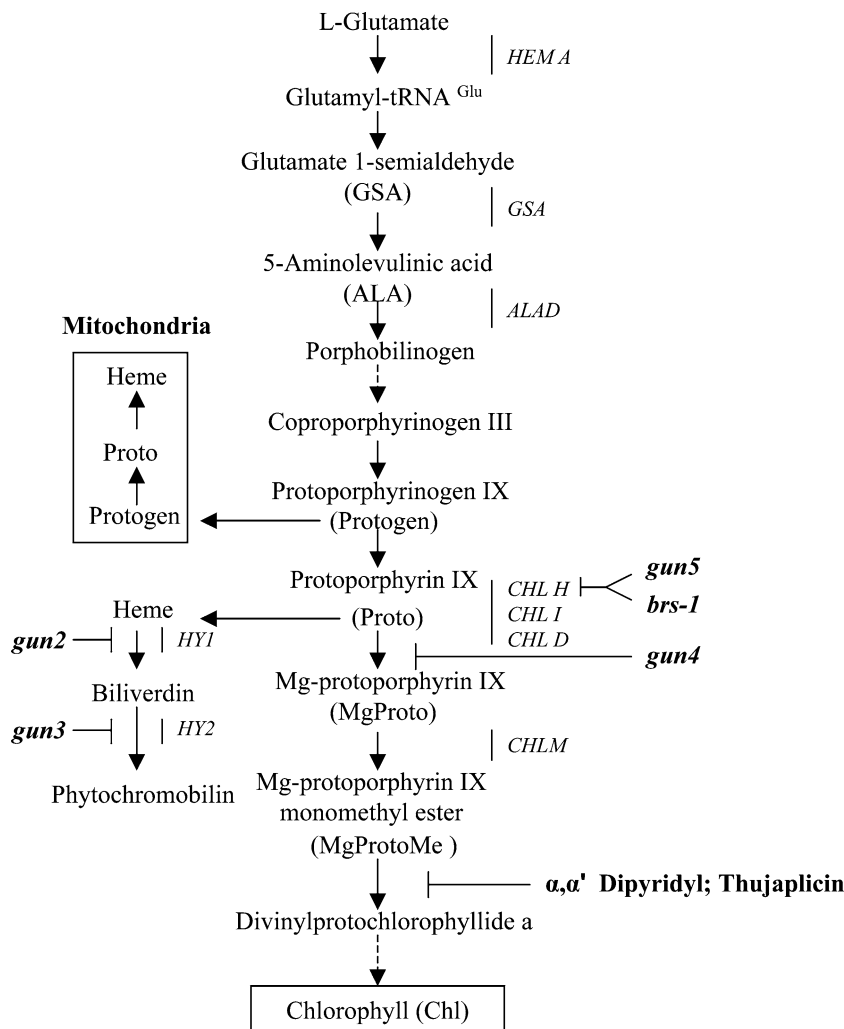 L-Glutamate
HEM A
Glutamyl-tRNA Glu
Glutamate 1-semialdehyde
(GSA)
GSA
5-Aminolevulinic acid
(ALA)
ALAD
Mitochondria
Porphobilinogen
Heme
Coproporphyrinogen III
Proto
Protoporphyrinogen IX
Protogen
(Protogen)
Protoporphyrin IX
CHL H
gun5
brs-1
Heme
(Proto)
CHL I
gun2
HY1
CHL D
gun4
Mg-protoporphyrin IX
Biliverdin
(MgProto)
gun3
HY2
CHLM
Mg-protoporphyrin IX
Phytochromobilin
monomethyl ester
(MgProtoMe )
α,α' Dipyridyl; Thujaplicin
Divinylprotochlorophyllide a
Chlorophyll (Chl)